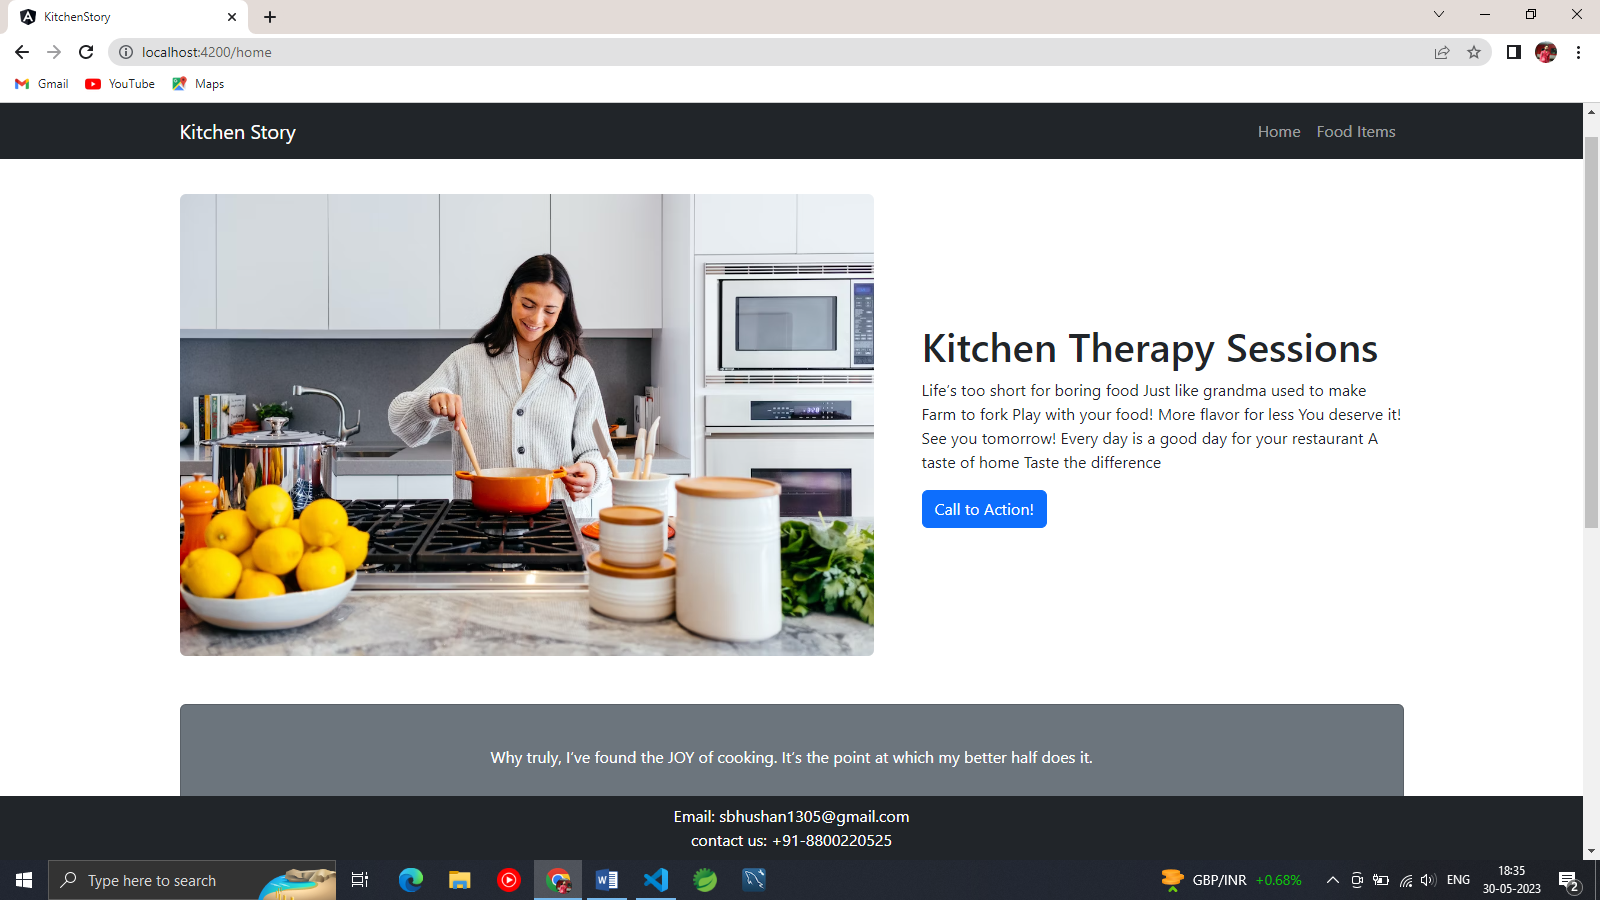 KitchenStory
localhost:4200/home
Gmail
YouTube
Maps
Kitchen Story
Home
Food Items
Kitchen Therapy Sessions
Life's too short for boring food Just like grandma used to make
Farm to fork Play with your food! More flavor for less You deserve it!
See you tomorrow! Every day is a good day for your restaurant A
taste of home Taste the difference
Call to Action!
Why truly, I've found the JOY of cooking. It's the point at which my better half does it.
Email: sbhushan1305@gmail.com
contact us: +91-8800220525
Type here to search
GBP/INR +0.68%
ENG
18:35
30-05-2023
2